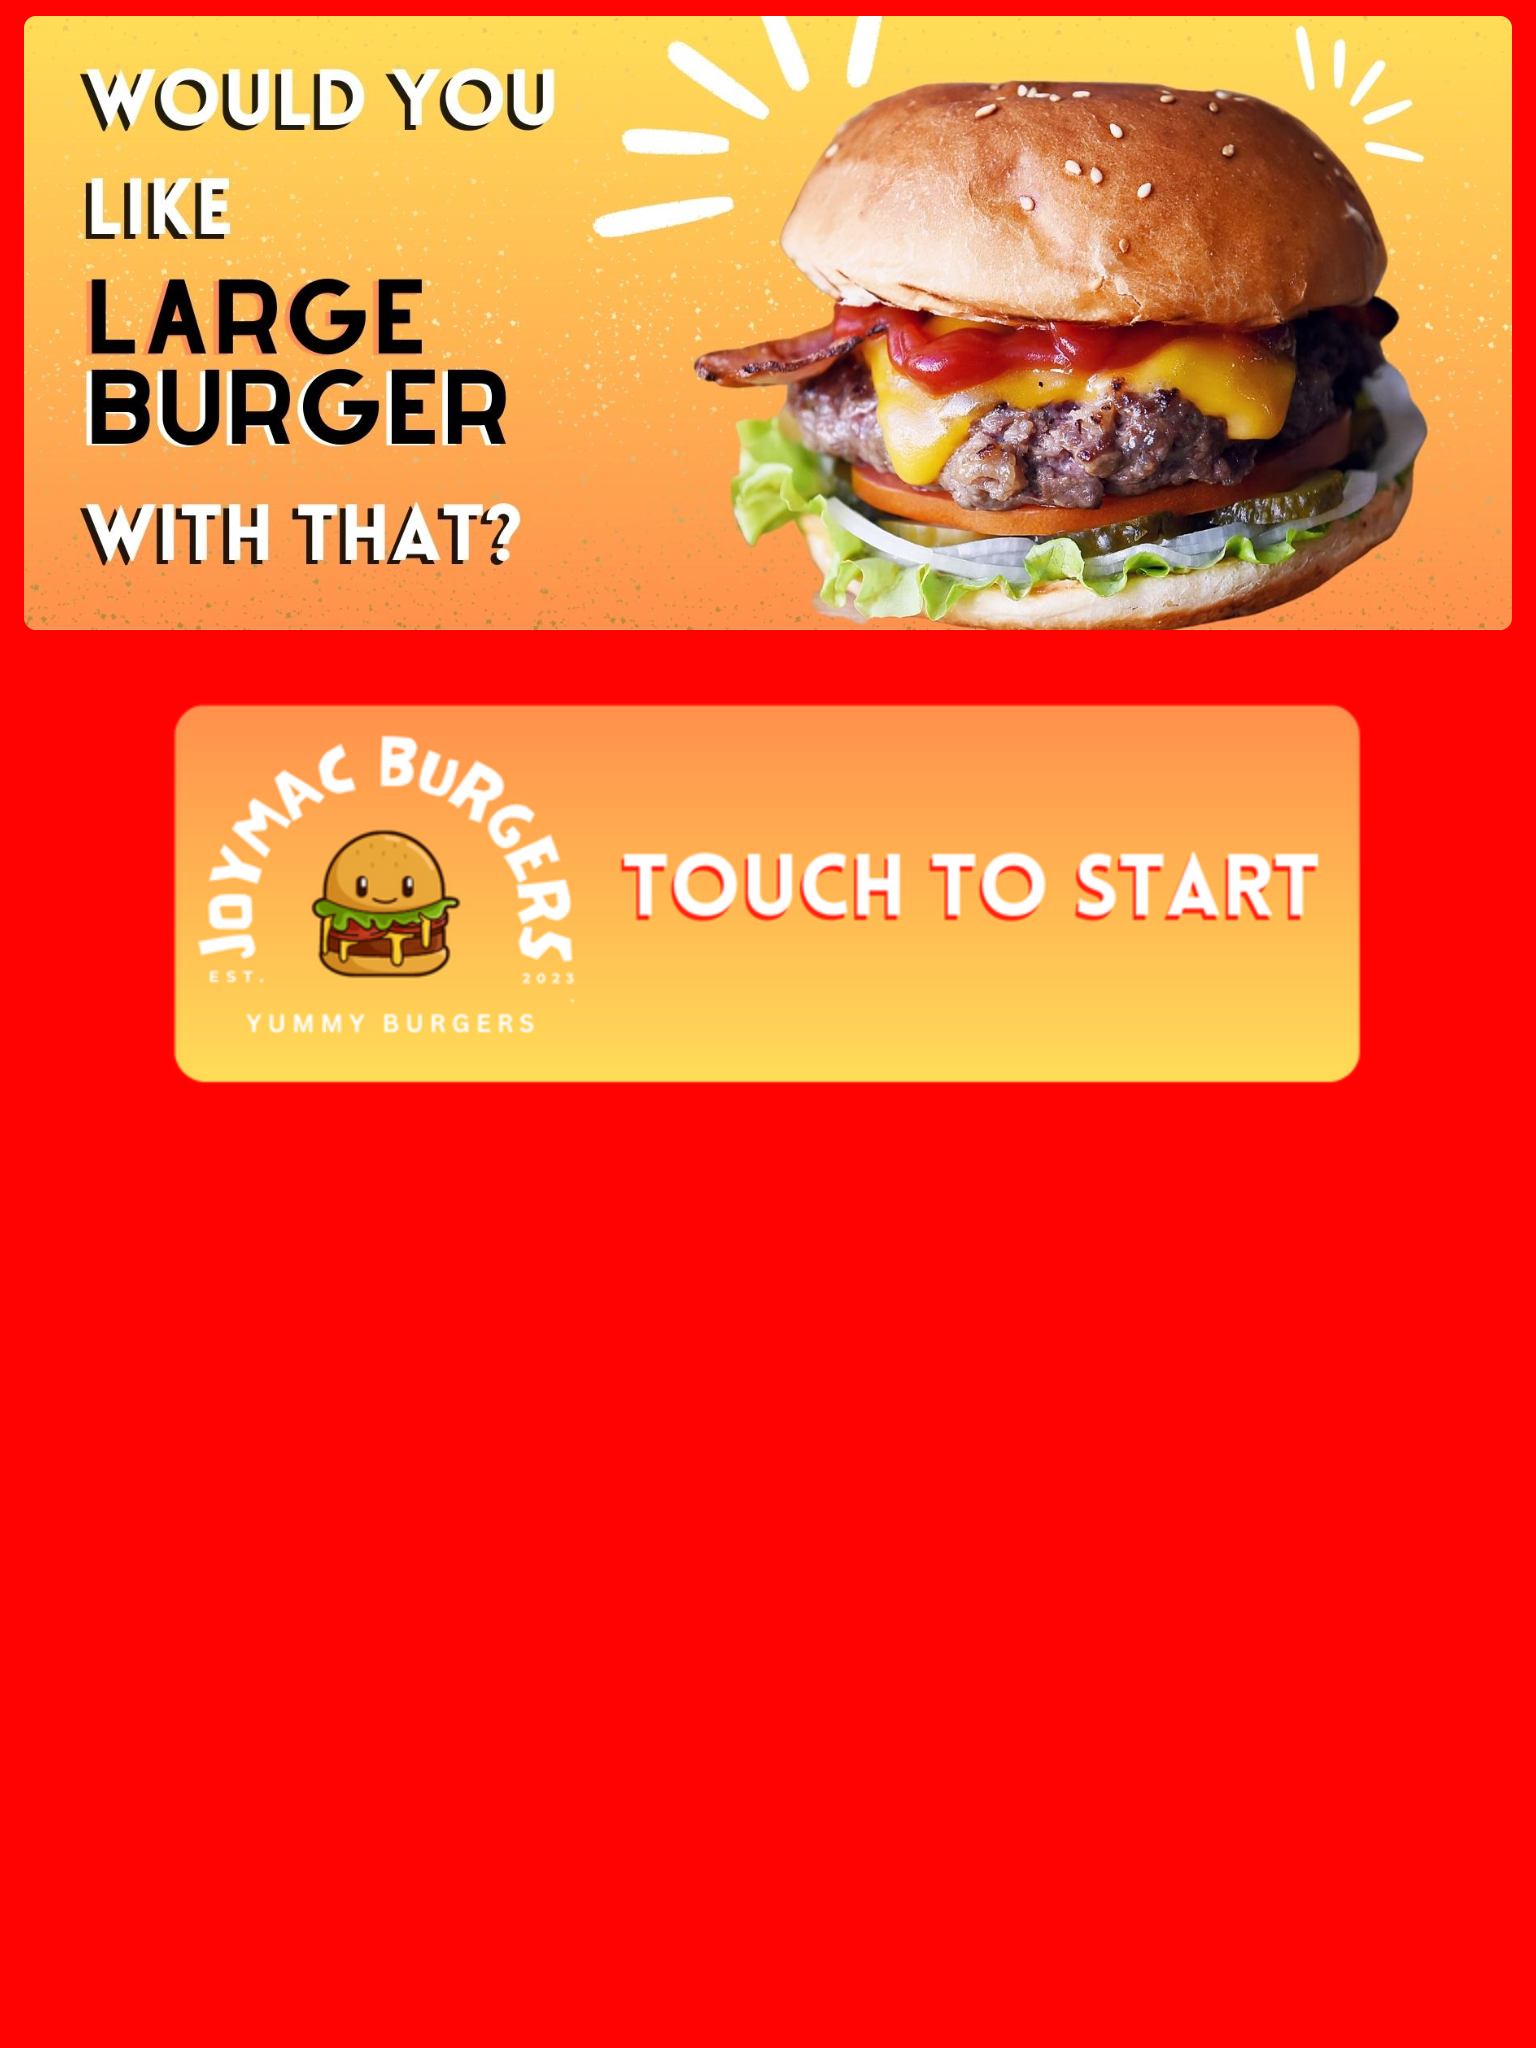 WOULD YOU
LIKE
LARGE
BURGER
WITH THAT?
JOYMAC BURGERS
EST. 2023
YUMMY BURGERS
TOUCH TO START